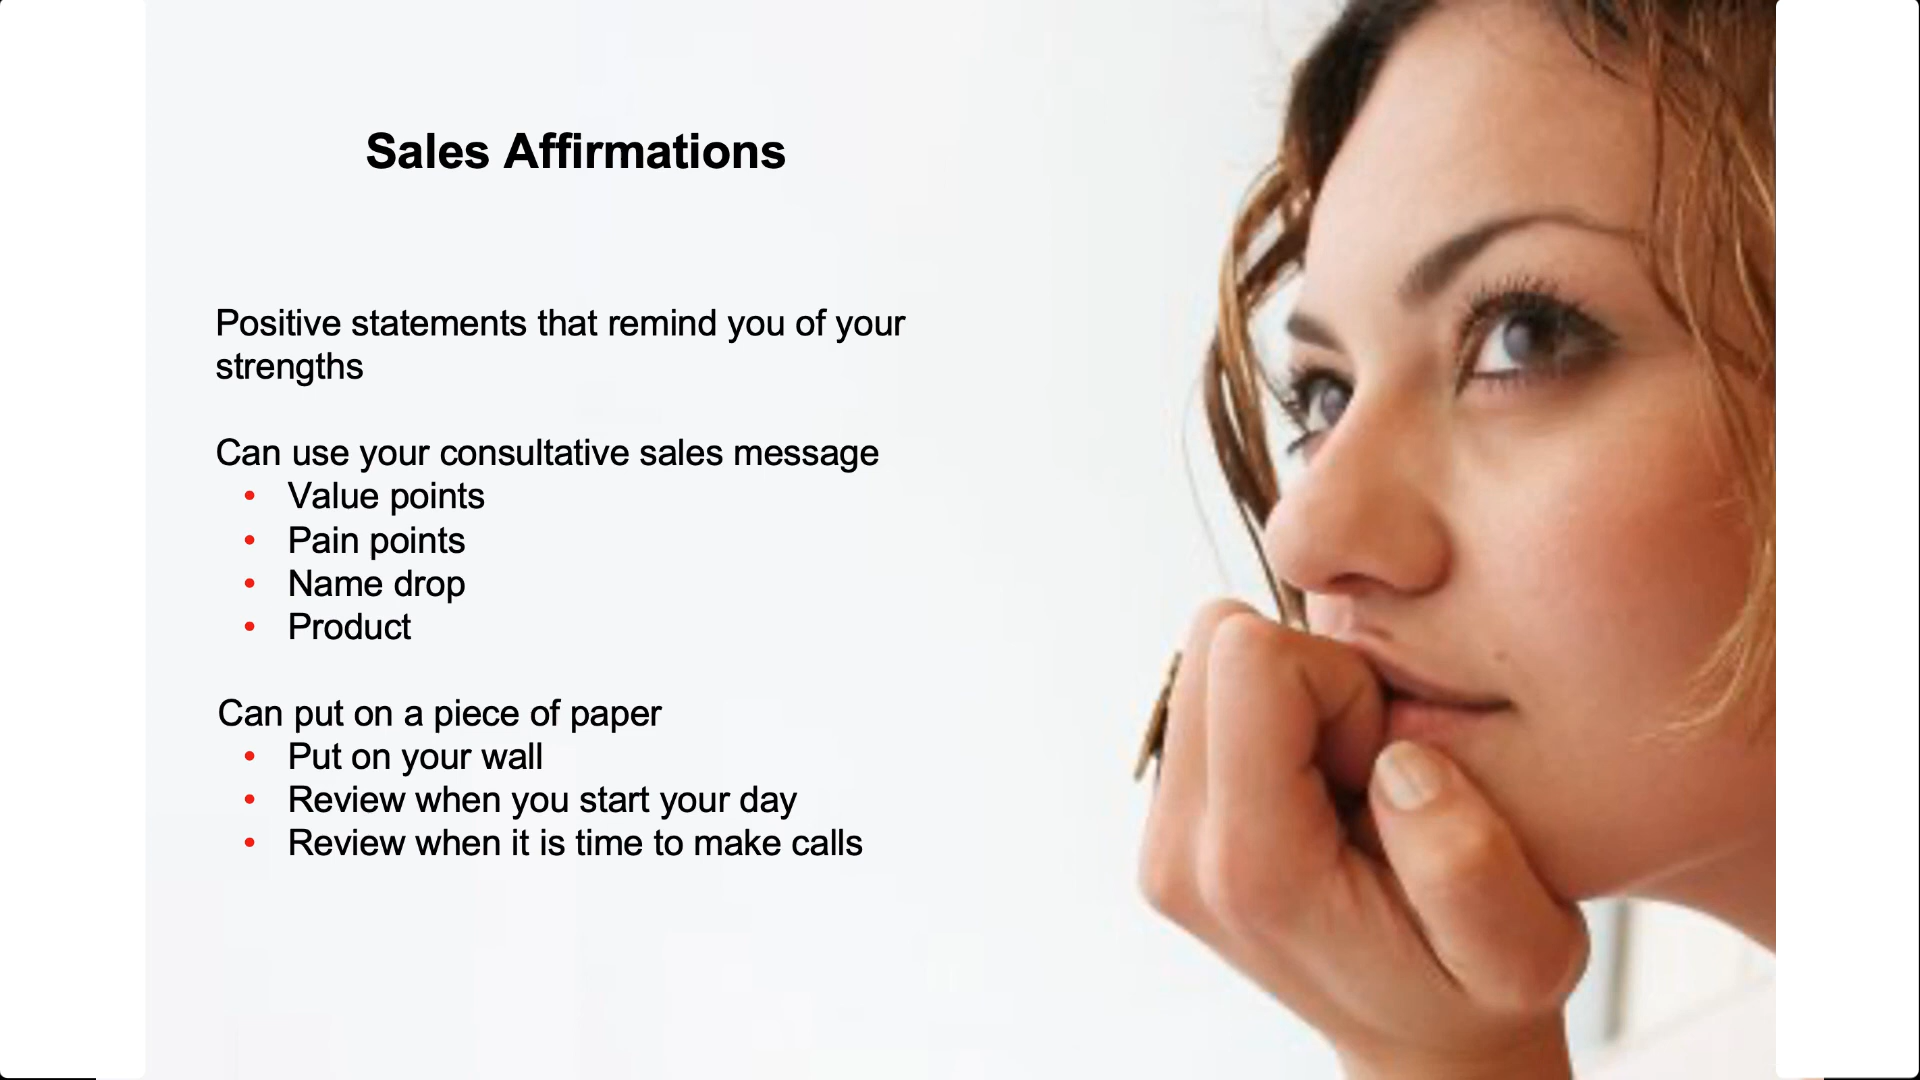 Sales Affirmations
Positive statements that remind you of your
strengths
Can use your consultative sales message
• Value points
• Pain points
• Name drop
• Product
Can put on a piece of paper
• Put on your wall
• Review when you start your day
• Review when it is time to make calls